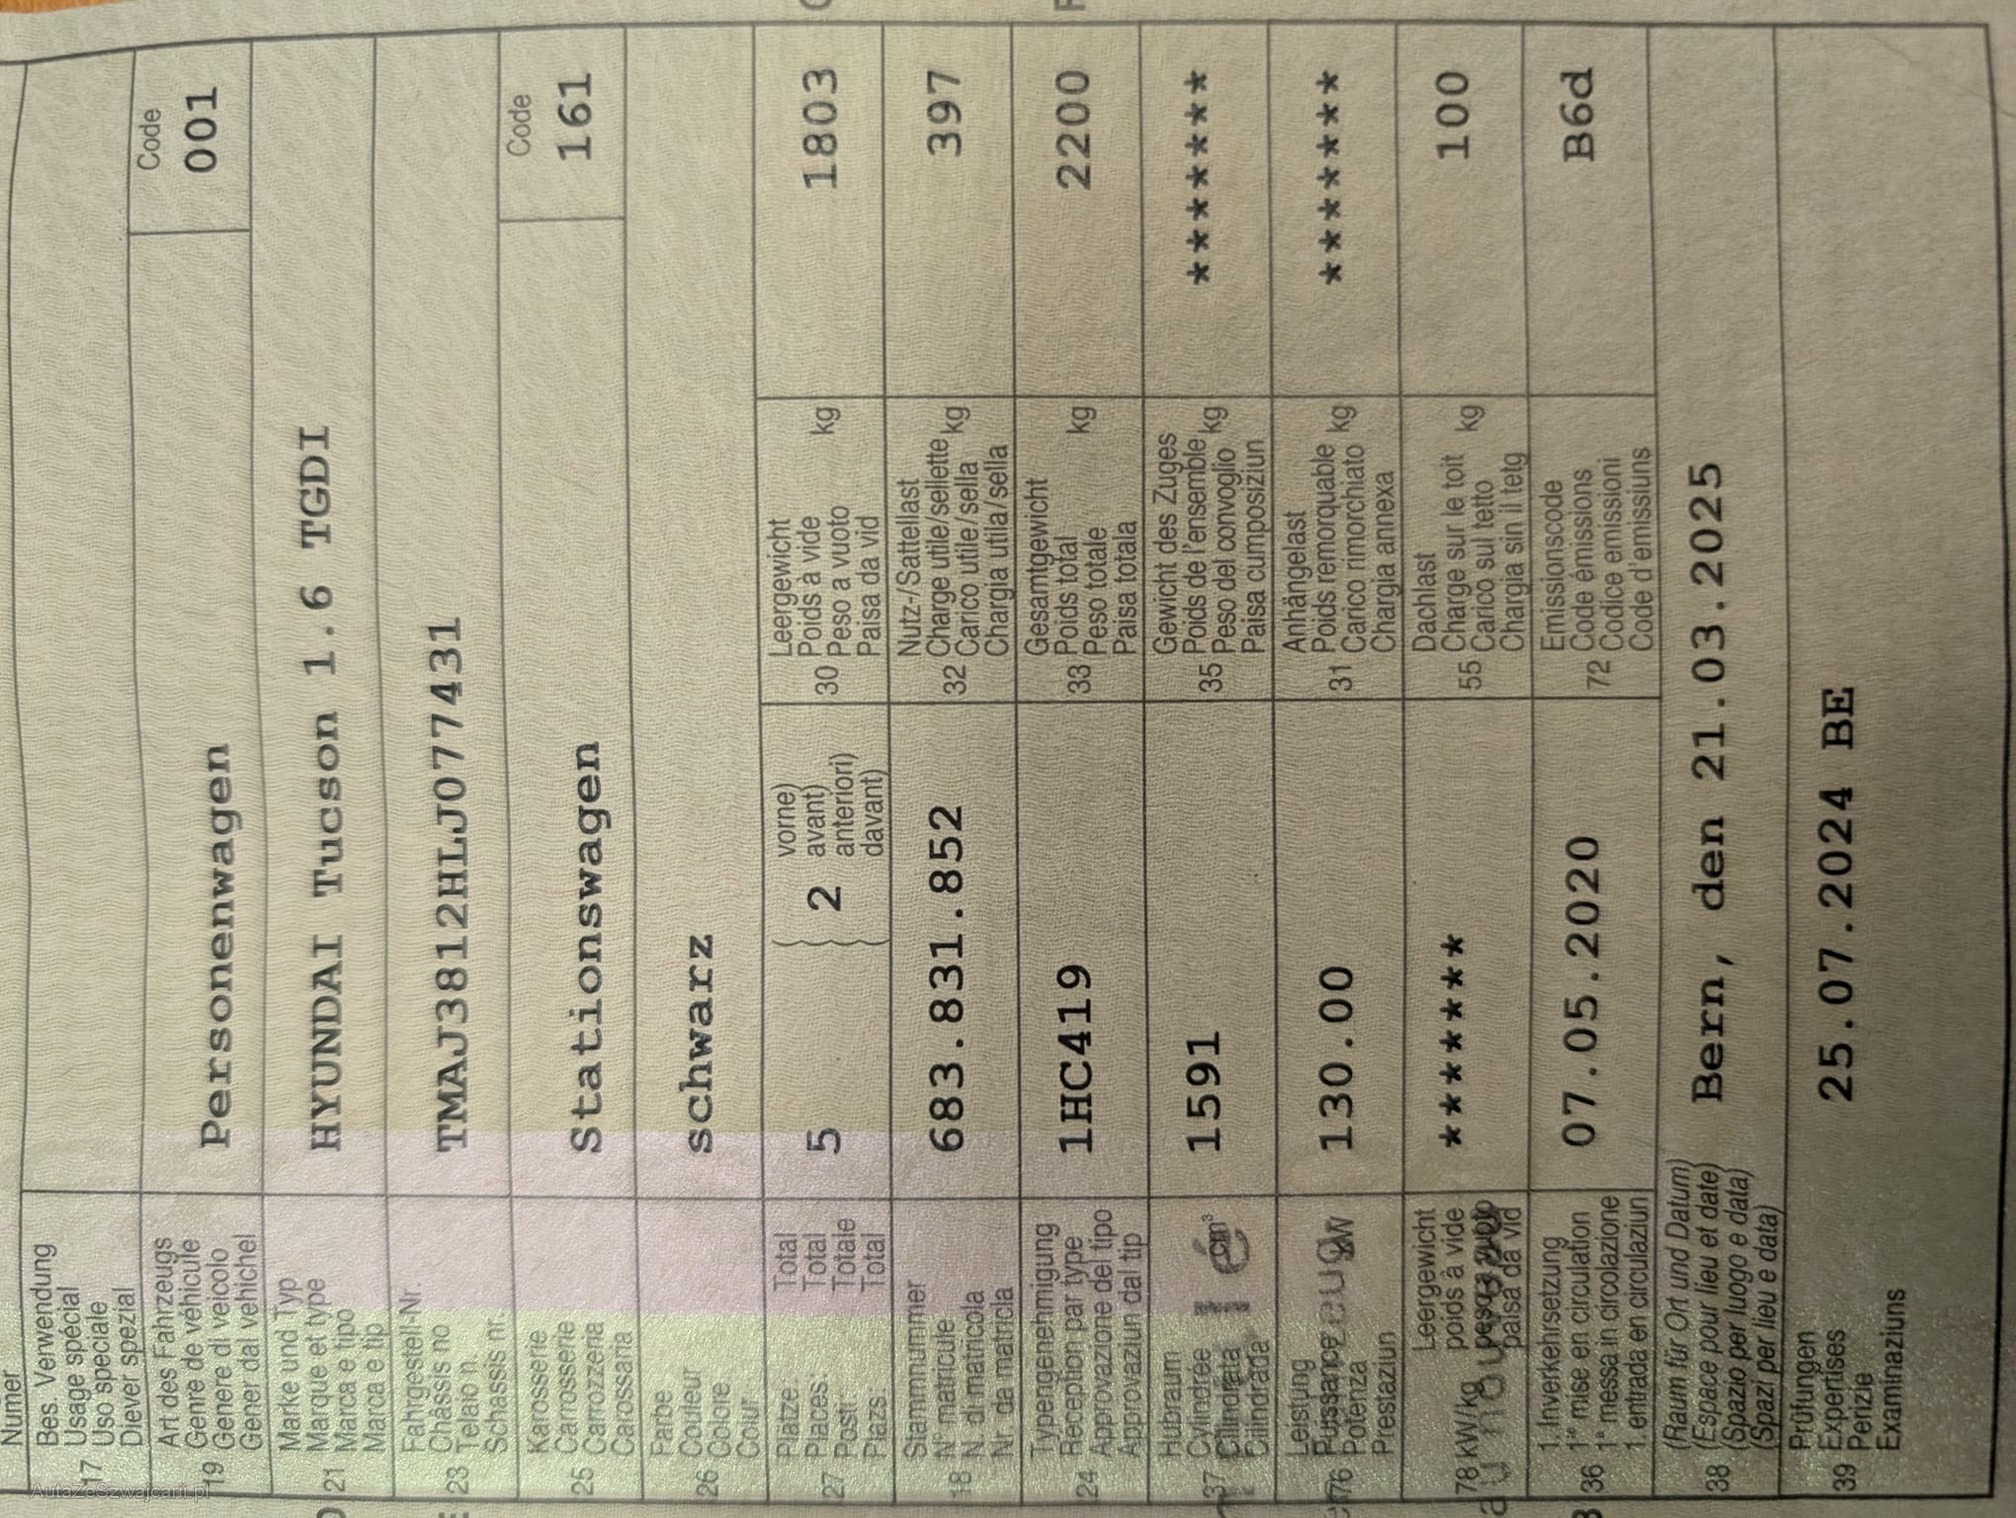 Numer
Bes. Verwendung
Usage spécial
17 Uso speciale
Diever spezial
Art des Fahrzeugs
Genre de véhicule
19 Genere di veicolo
Gener dal vehichel
Personenwagen
Code
001
Marke und Typ
21 Marque et type
Marca e tipo
Marca e tip
HYUNDAI Tucson 1.6 TGDI
Fahrgestell-Nr.
Châssis no
23 Telaio n.
Schassis nr.
TMAJ3812HLJ077431
Karosserie
Carrosserie
25 Carrozzeria
Carossaria
Stationswagen
Code
161
Farbe
26 Couleur
Colore
Colur
schwarz
Plätze: Total
Places: Total
27 Posti: Totale
Plazs: Total
5
2
vorne)
avant)
anteriori)
davant)
Leergewicht
30 Poids à vide
Peso a vuoto kg
Paisa da vid
1803
Stammnummer
N° matricule
18 N. di matricola
Nr. da matricla
683.831.852
Nutz-/Sattellast
Charge utile/sellette kg
32 Carico utile/sella
Chargia utila/sella
397
Typengenehmigung
Réception par type
24 Approvazione del tipo
Approvaziun dal tip
1HC419
Gesamtgewicht
33 Poids total
Peso totale kg
Paisa totala
2200
Hubraum
37 Cylindrée
Cilindrata cm³
Cilindrada
1591
Gewicht des Zuges
Poids de l'ensemble
35 Peso del convoglio kg
Paisa cumposiziun
*******
Leistung
76 Puissance kW
Potenza
Prestaziun
130.00
Anhängelast
Poids remorquable
31 Carico rimorchiato kg
Chargia annexa
*******
Leergewicht
poids à vide
78 kW/kg peso a vuoto
paisa da vid
*******
Dachlast
Charge sur le toit
55 Carico sul tetto kg
Chargia sin il tetg
100
1. Inverkehrsetzung
36 1ère mise en circulation
1a messa in circolazione
1. entrada en circulaziun
07.05.2020
Emissionscode
Code émissions
72 Codice emissioni
Code d'emissiuns
B6d
(Raum für Ort und Datum)
38 (Espace pour lieu et date)
(Spazio per luogo e data)
(Spazi per lieu e data)
Bern, den 21.03.2025
Prüfungen
39 Expertises
Perizie
Examinaziuns
25.07.2024 BE
AutaZeSzwajcarii.pl